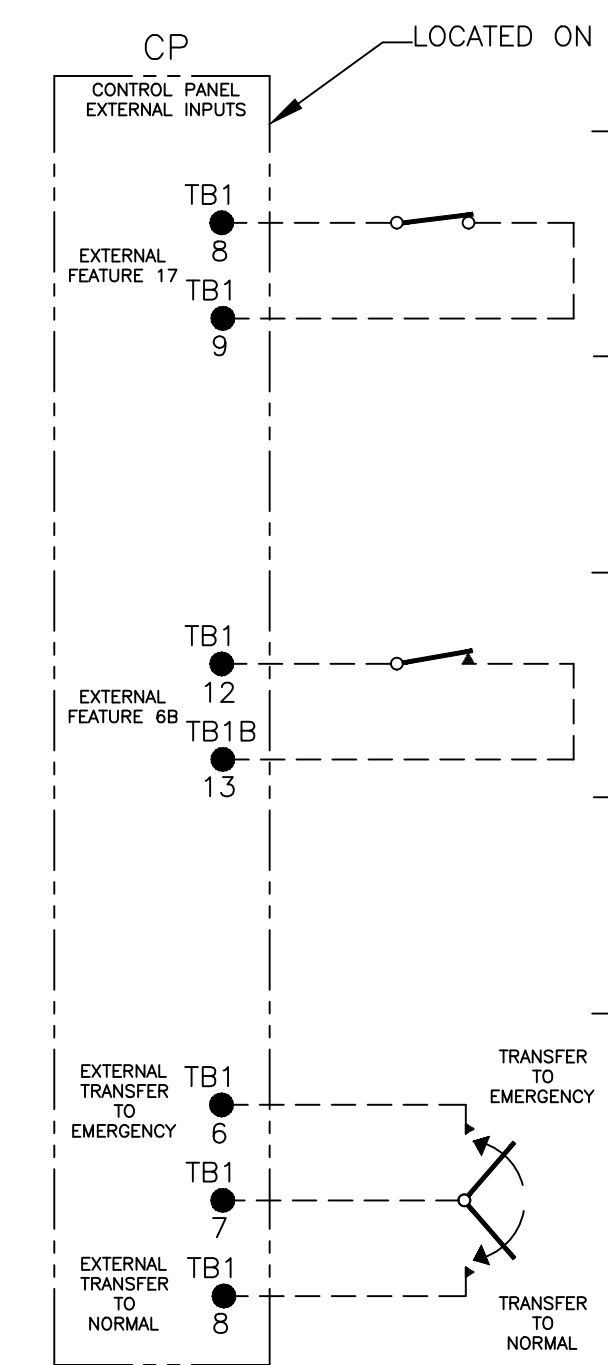 CP
LOCATED ON
CONTROL PANEL
EXTERNAL INPUTS
TB1
8
EXTERNAL
FEATURE 17
TB1
9
TB1
12
EXTERNAL
FEATURE 6B
TB1B
13
EXTERNAL
TRANSFER
TO
EMERGENCY
TB1
6
TRANSFER
TO
EMERGENCY
TB1
7
EXTERNAL
TRANSFER
TO
NORMAL
TB1
8
TRANSFER
TO
NORMAL